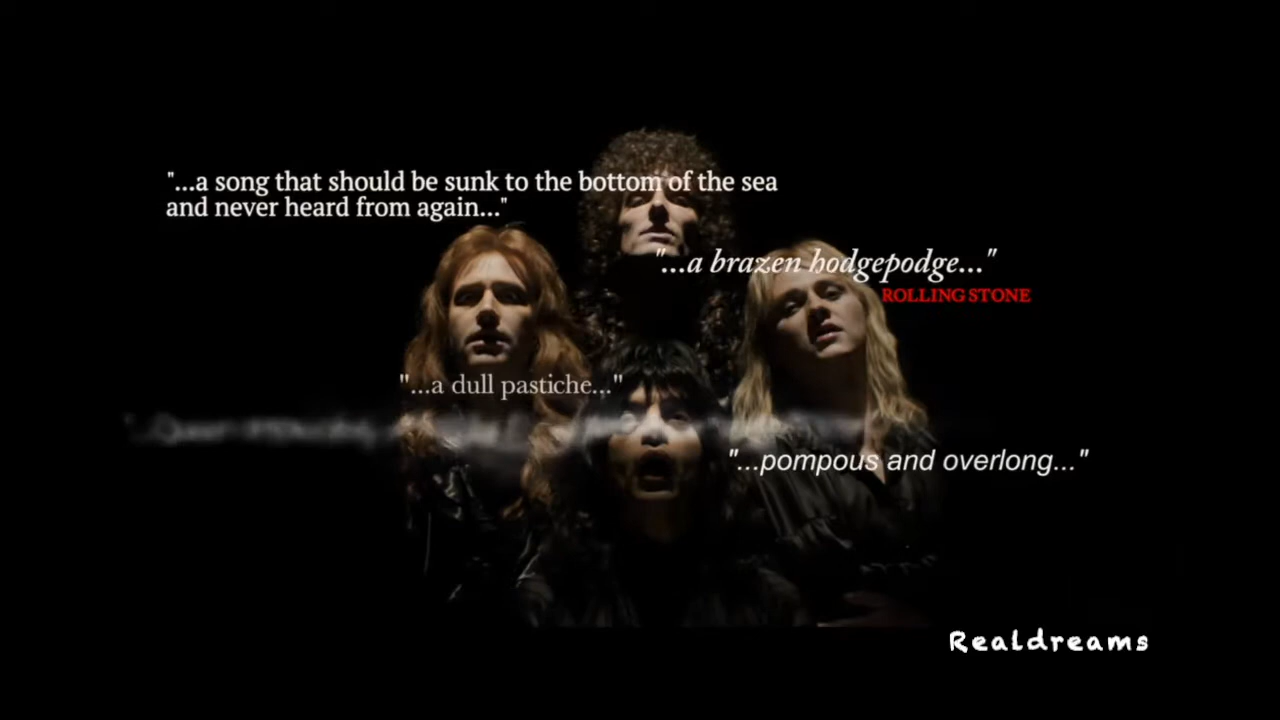 "...a song that should be sunk to the bottom of the sea
and never heard from again..."
"...a brazen hodgepodge..."
ROLLING STONE
"...a dull pastiche..."
"...pompous and overlong..."
Realdreams